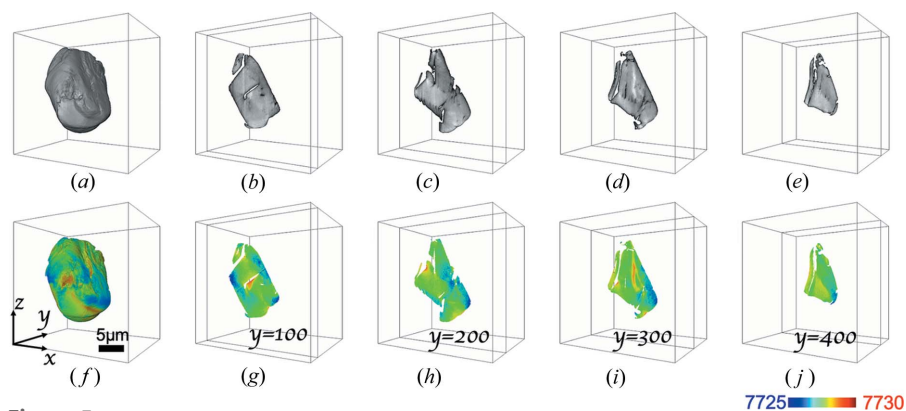 (a) (b) (c) (d) (e)
z
y
x
5μm
y=100 y=200 y=300 y=400
(f) (g) (h) (i) (j)
7725 7730